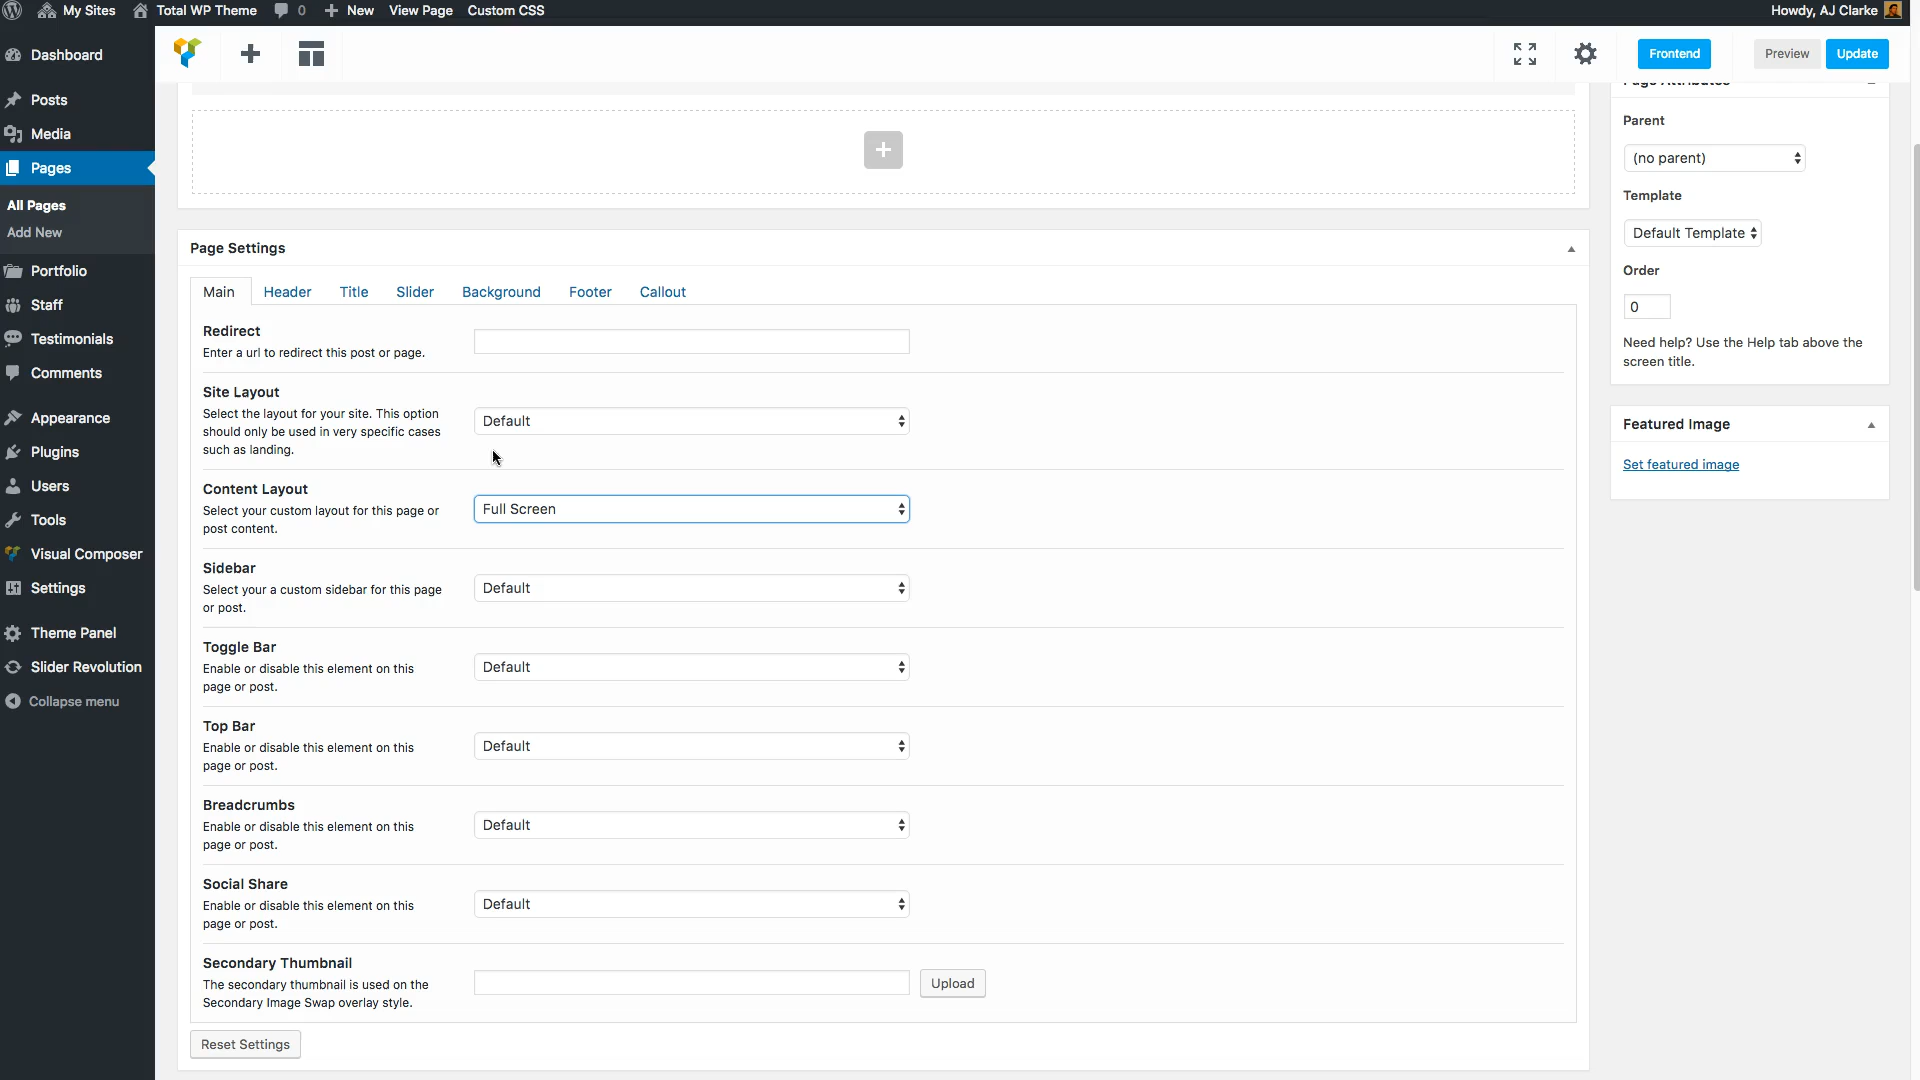 My Sites
Total WP Theme
0
New
View Page
Custom CSS
Howdy, AJ Clarke
Dashboard
Posts
Media
Pages
All Pages
Add New
Portfolio
Staff
Testimonials
Comments
Appearance
Plugins
Users
Tools
Visual Composer
Settings
Theme Panel
Slider Revolution
Collapse menu
Frontend
Preview
Update
Page Settings
Main
Header
Title
Slider
Background
Footer
Callout
Redirect
Enter a url to redirect this post or page.
Site Layout
Select the layout for your site. This option
should only be used in very specific cases
such as landing.
Default
Content Layout
Select your custom layout for this page or
post content.
Full Screen
Sidebar
Select your a custom sidebar for this page
or post.
Default
Toggle Bar
Enable or disable this element on this
page or post.
Default
Top Bar
Enable or disable this element on this
page or post.
Default
Breadcrumbs
Enable or disable this element on this
page or post.
Default
Social Share
Enable or disable this element on this
page or post.
Default
Secondary Thumbnail
The secondary thumbnail is used on the
Secondary Image Swap overlay style.
Upload
Reset Settings
Page Attributes
Parent
(no parent)
Template
Default Template
Order
0
Need help? Use the Help tab above the
screen title.
Featured Image
Set featured image